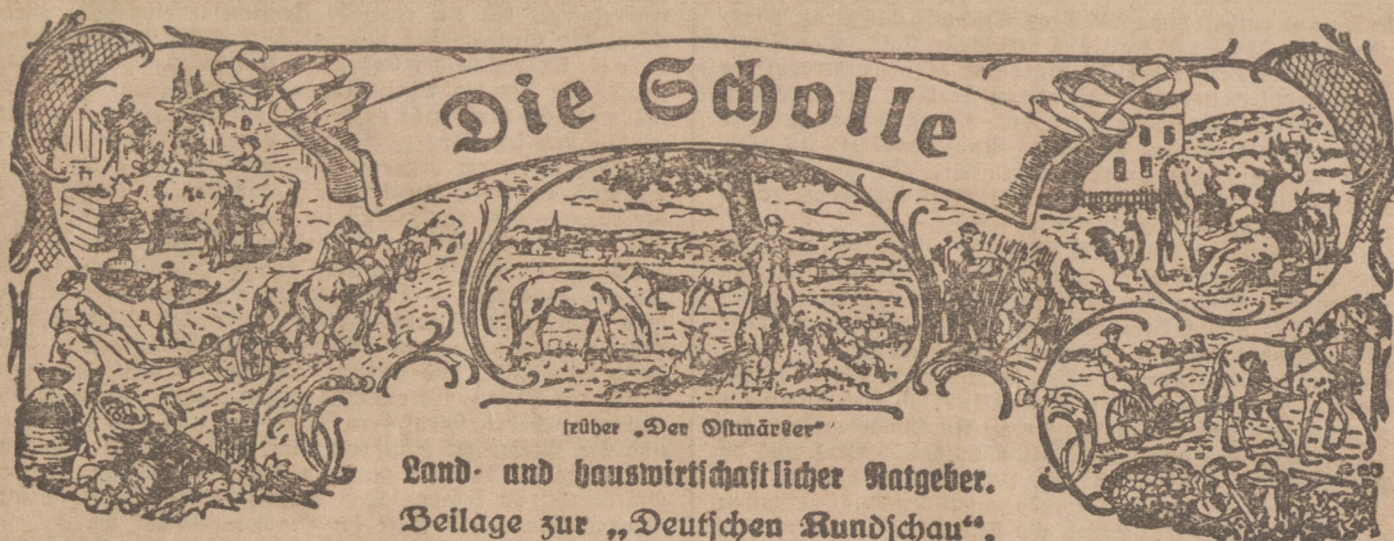 Die Scholle
früher „Der Ostmärker“
Land- und hauswirtschaftlicher Ratgeber.
Beilage zur „Deutschen Rundschau“.